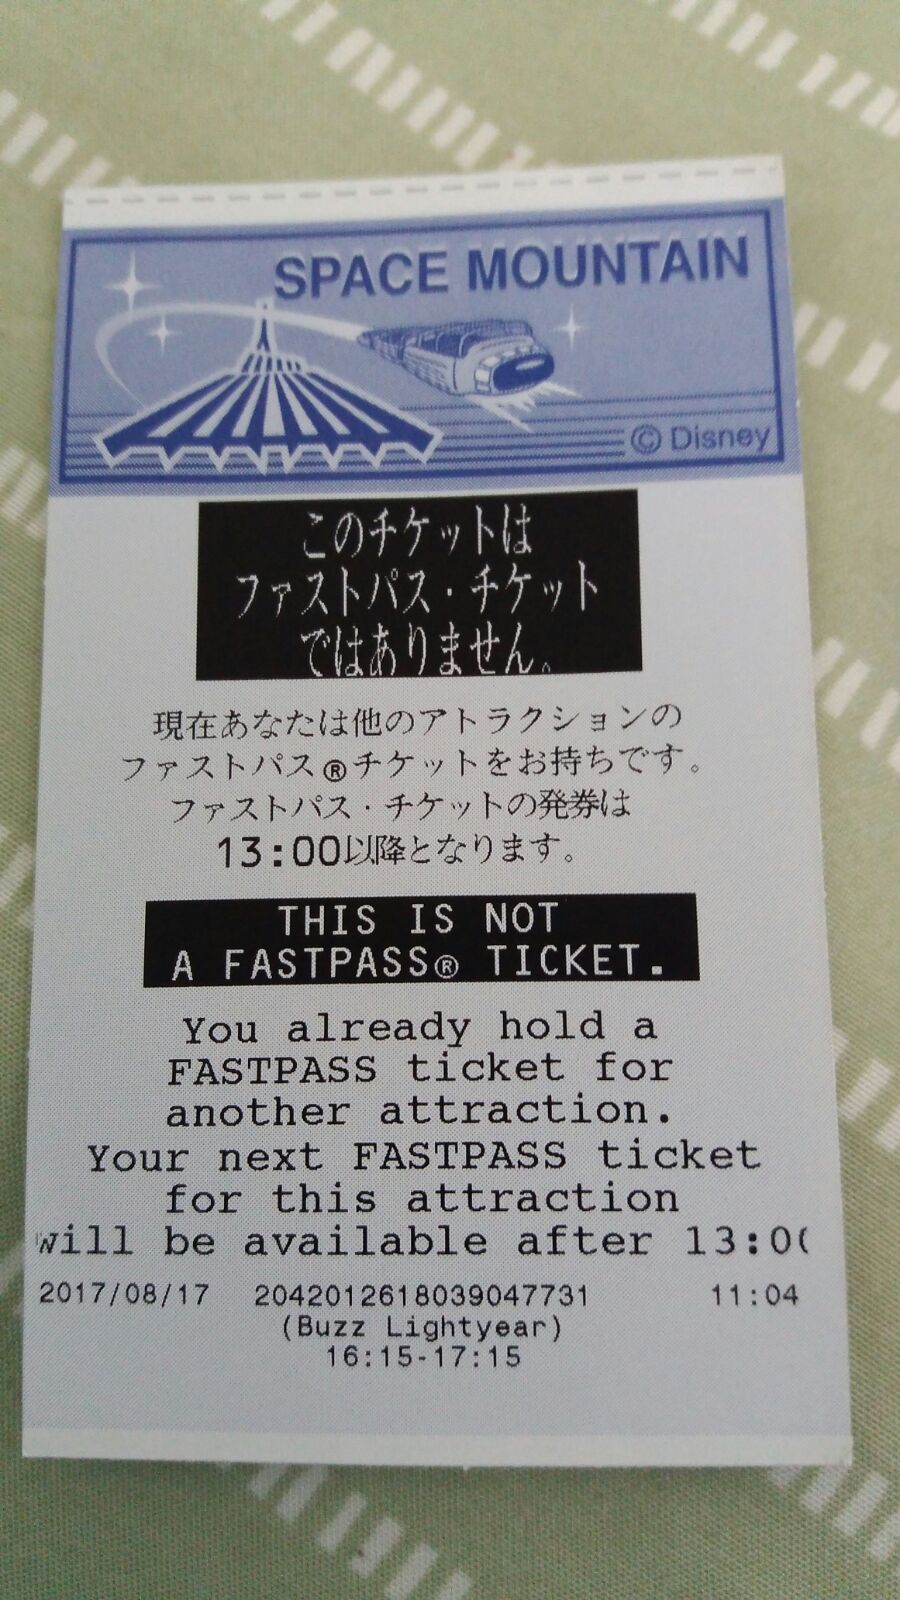 SPACE MOUNTAIN
© Disney
このチケットは
ファストパス・チケット
ではありません。
現在あなたは他のアトラクションの
ファストパス®チケットをお持ちです。
ファストパス・チケットの発券は
13:00以降となります。
THIS IS NOT
A FASTPASS® TICKET.
You already hold a
FASTPASS ticket for
another attraction.
Your next FASTPASS ticket
for this attraction
will be available after 13:00
2017/08/17 2042012618039047731 11:04
(Buzz Lightyear)
16:15-17:15